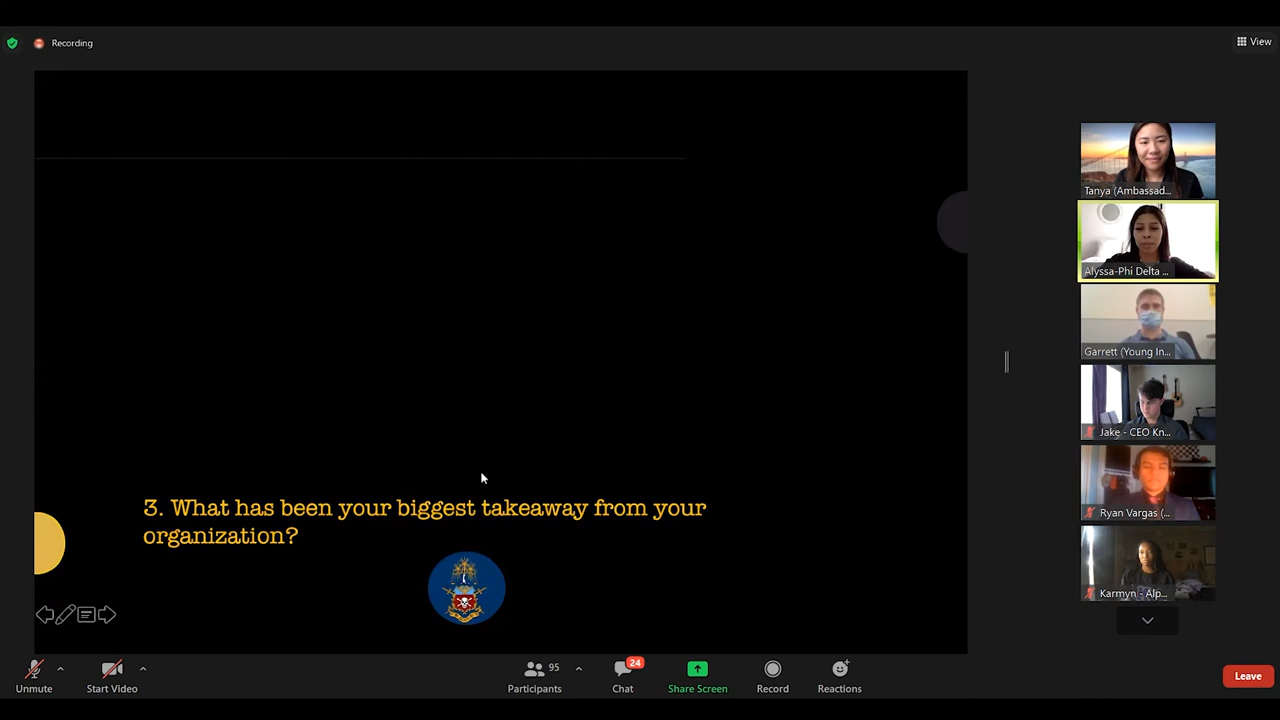 Recording
View
Tanya (Ambassad...
Alyssa-Phi Delta ...
Garrett (Young In...
Jake - CEO Kn...
Ryan Vargas (...
Karmyn - Alp...
3. What has been your biggest takeaway from your
organization?
Unmute
Start Video
95
Participants
24
Chat
Share Screen
Record
Reactions
Leave